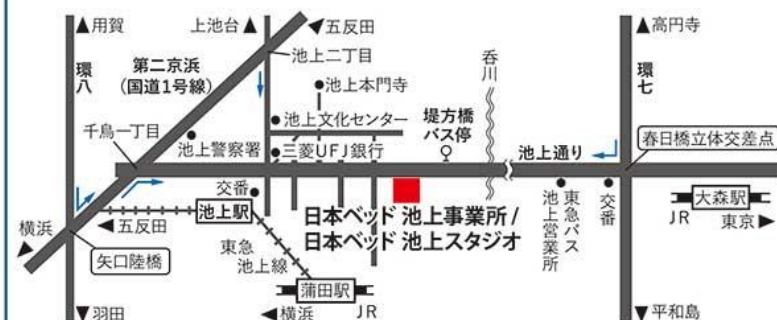 ▲用賀
上池台▲
▲五反田
▲高円寺
環八
第二京浜
(国道1号線)
池上二丁目
呑川
環七
●池上本門寺
千鳥一丁目
●池上文化センター
堤方橋
バス停
池上警察署
●三菱UFJ銀行
池上通り
春日橋立体交差点
交番
池上駅
日本ベッド 池上事業所/
日本ベッド 池上スタジオ
東急バス
池上営業所
交番
大森駅
JR
東京▶
横浜
◀五反田
矢口陸橋
東急
池上線
蒲田駅
▼羽田
◀横浜
JR
▼平和島